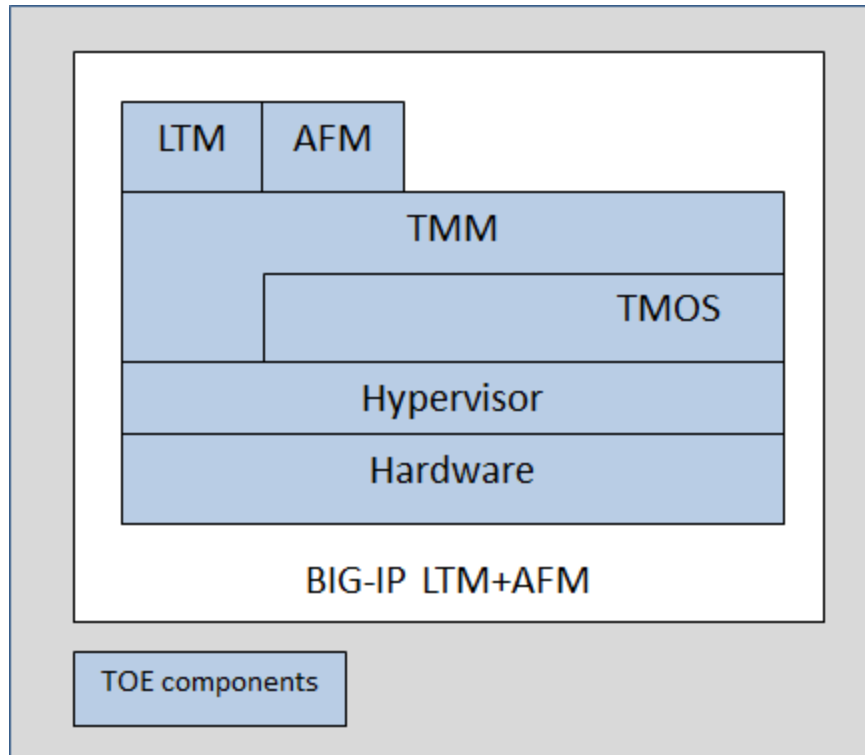 LTM
AFM
TMM
TMOS
Hypervisor
Hardware
BIG-IP LTM+AFM
TOE components